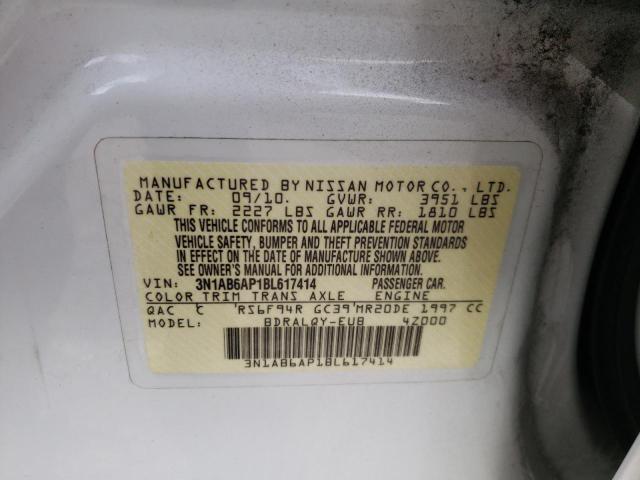 MANUFACTURED BY NISSAN MOTOR CO., LTD.
DATE: 09/10. GVWR: 3951 LBS
GAWR FR: 2227 LBS GAWR RR: 1810 LBS
THIS VEHICLE CONFORMS TO ALL APPLICABLE FEDERAL MOTOR
VEHICLE SAFETY, BUMPER AND THEFT PREVENTION STANDARDS
IN EFFECT ON THE DATE OF MANUFACTURE SHOWN ABOVE.
SEE OWNER'S MANUAL FOR ADDITIONAL INFORMATION.
VIN: 3N1AB6AP1BL617414 PASSENGER CAR.
COLOR TRIM TRANS AXLE ENGINE
QAC C 'RS6F94R GC39'MR20DE 1997 CC
MODEL: BDRALQY-EUB 4Z000
3N1AB6AP1BL617414